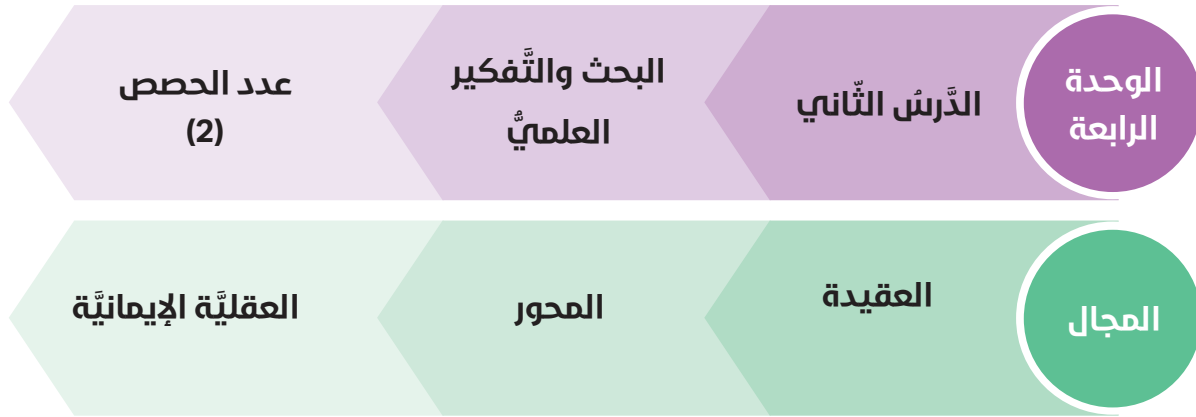 الوحدة
الرابعة
الدَّرسُ الثّاني
البحث والتَّفكير
العلميُّ
عدد الحصص
(2)
المجال
العقيدة
المحور
العقليَّة الإيمانيَّة